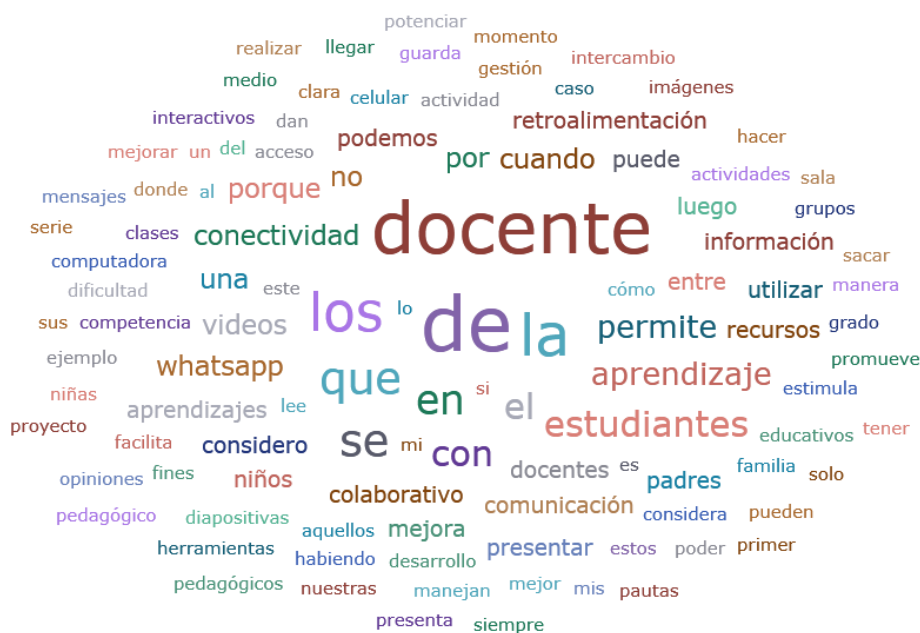 potenciar
realizar llegar guarda momento
gestión intercambio
medio clara celular actividad caso imágenes
interactivos dan podemos retroalimentación hacer
mejorar un del acceso por cuando puede
mensajes donde al porque no actividades sala
serie clases conectividad docente luego grupos
computadora información sacar
dificultad una este los lo de la cómo entre utilizar manera
sus competencia videos permite recursos grado
ejemplo whatsapp que si aprendizaje promueve
niñas aprendizajes lee en el estimula
proyecto facilita considero se mi con estudiantes educativos tener
opiniones fines niños docentes es padres familia solo
pedagógico diapositivas colaborativo comunicación considera pueden
aquellos mejora
herramientas habiendo desarrollo presentar estos poder primer
pedagógicos nuestras manejan mejor mis pautas
presenta siempre